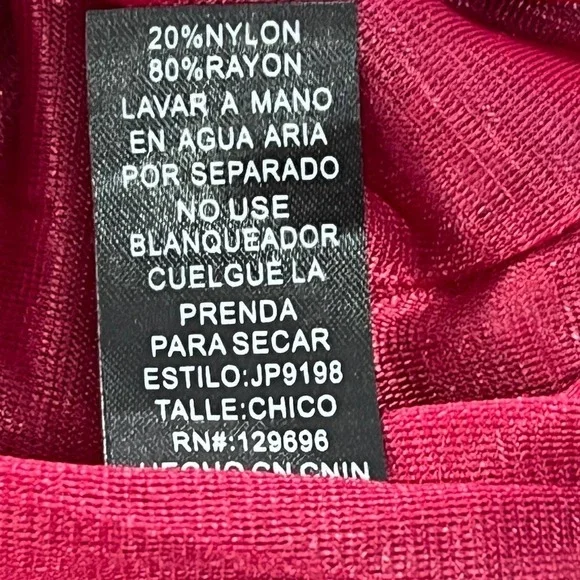 20%NYLON
80%RAYON
LAVAR A MANO
EN AGUA ARIA
POR SEPARADO
NO USE
BLANQUEADOR
CUELGUE LA
PRENDA
PARA SECAR
ESTILO:JP9198
TALLE:CHICO
RN#:129696
HECHO